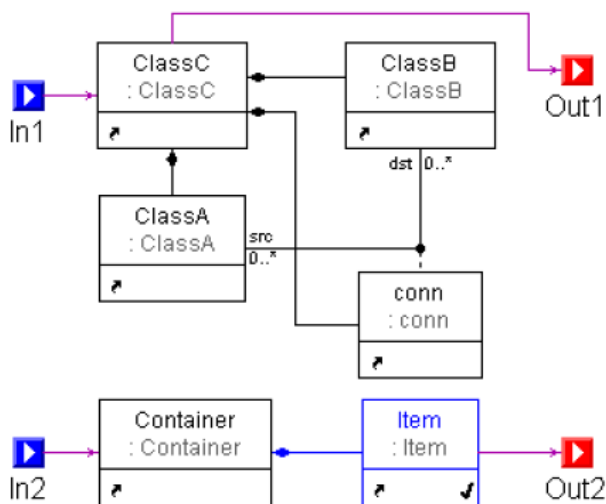 ClassC
: ClassC
ClassB
: ClassB
In1
Out1
dst 0..*
ClassA
: ClassA
src
0..*
conn
: conn
Container
: Container
Item
: Item
In2
Out2